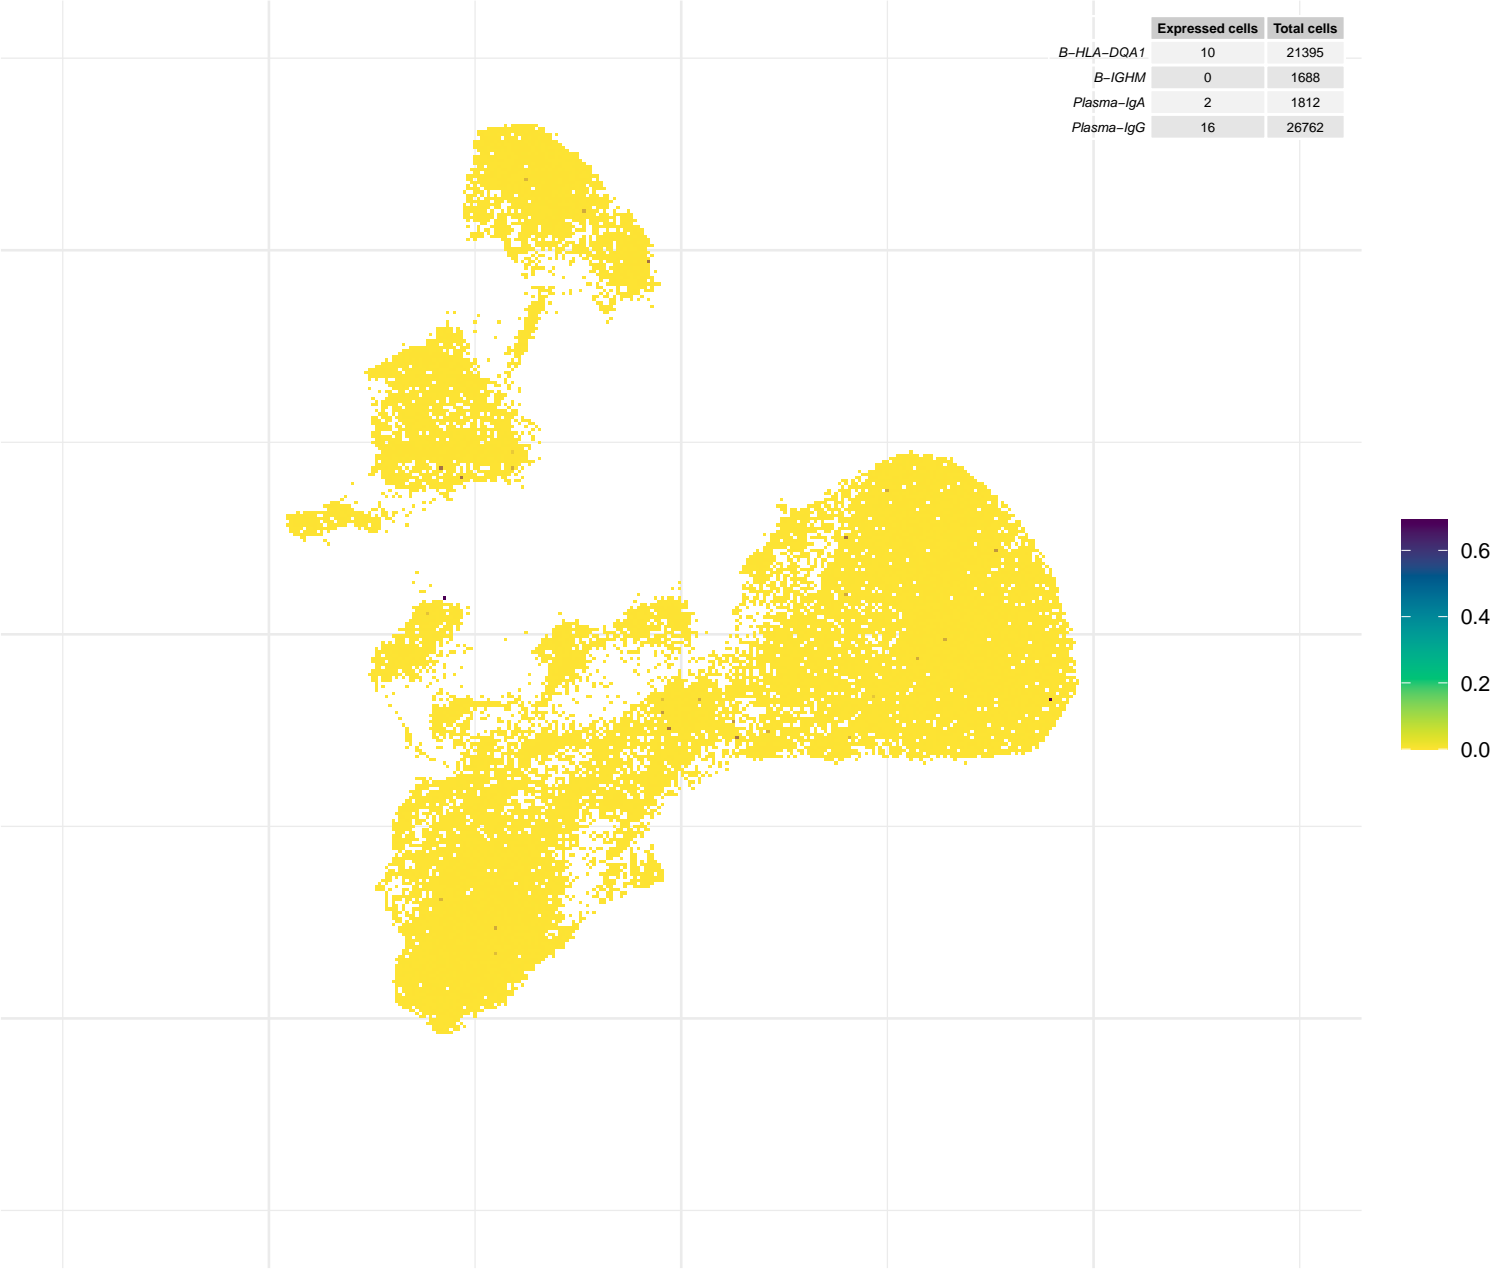 Expressed cells Total cells
B−HLA−DQA1 10 21395
B−IGHM 0 1688
Plasma−IgA 2 1812
Plasma−IgG 16 26762
0.6
0.4
0.2
0.0